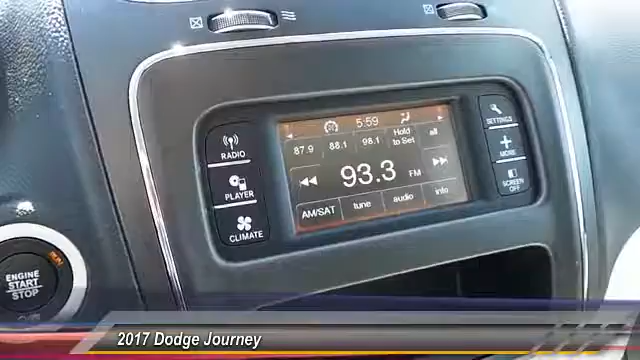 5:59
87.9 88.1 98.1 Hold to Set all
93.3 FM
AM/SAT tune audio info
RADIO
PLAYER
CLIMATE
SETTINGS
MORE
SCREEN OFF
ENGINE
START
STOP
RUN
2017 Dodge Journey